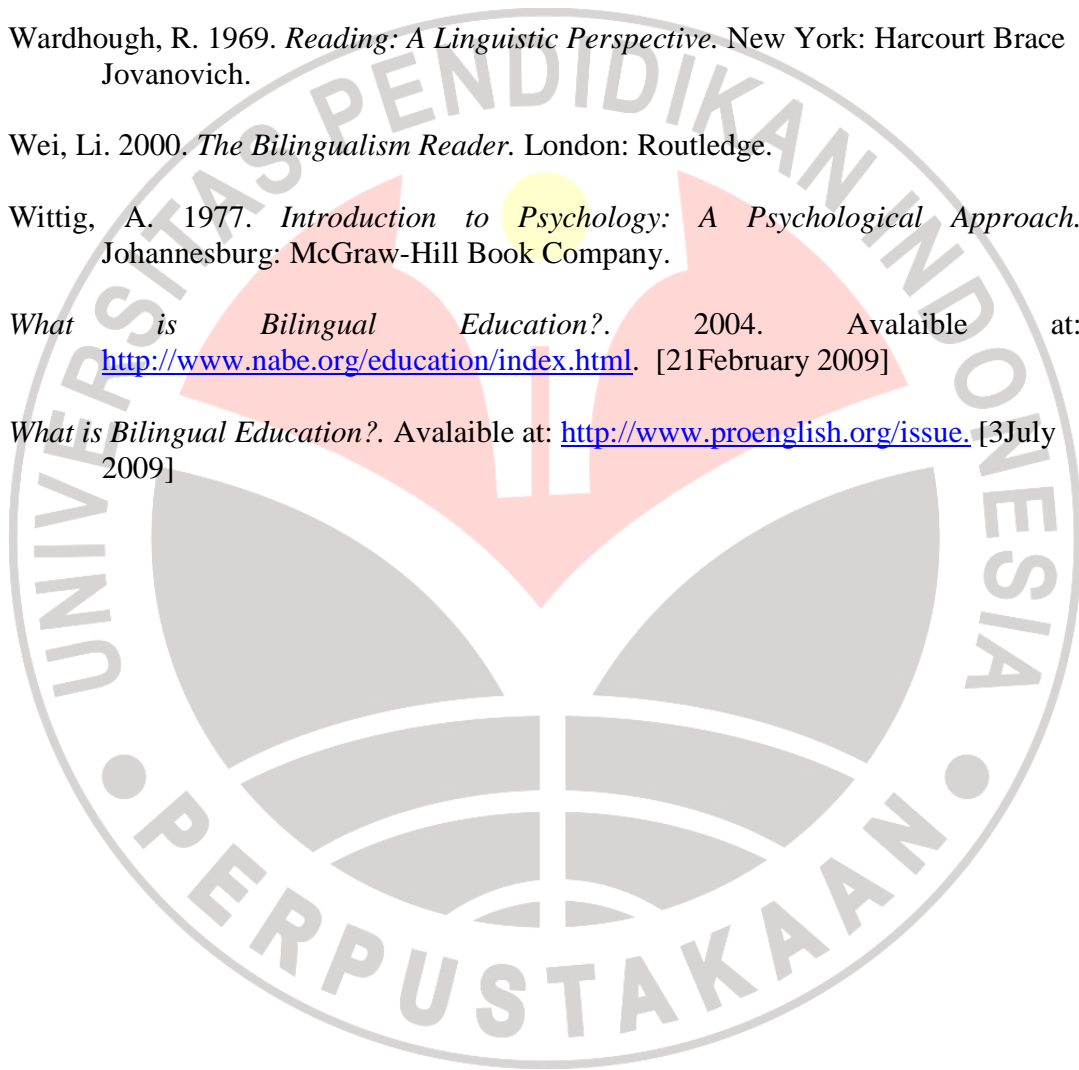 Wardhough, R. 1969. Reading: A Linguistic Perspective. New York: Harcourt Brace
Jovanovich.
Wei, Li. 2000. The Bilingualism Reader. London: Routledge.
Wittig, A. 1977. Introduction to Psychology: A Psychological Approach.
Johannesburg: McGraw-Hill Book Company.
What is Bilingual Education?. 2004. Avalaible at:
http://www.nabe.org/education/index.html. [21February 2009]
What is Bilingual Education?. Avalaible at: http://www.proenglish.org/issue. [3July
2009]
UNIVERSITAS PENDIDIKAN INDONESIA
PERPUSTAKAAN